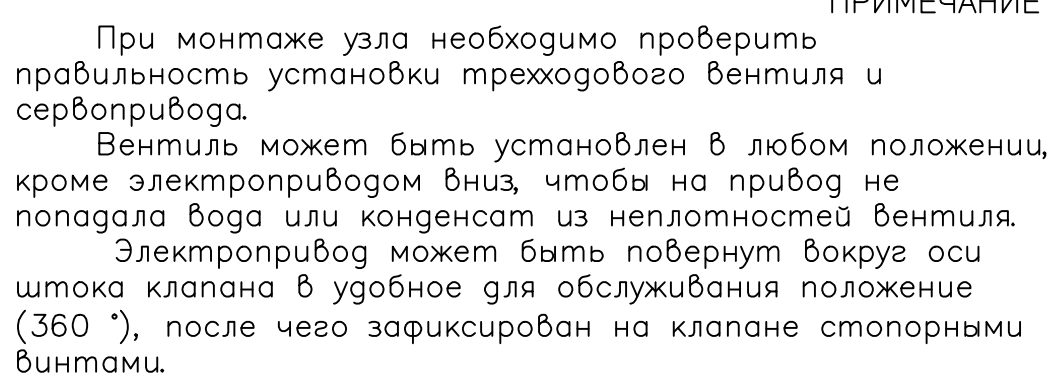 ПРИМЕЧАНИЕ
При монтаже узла необходимо проверить
правильность установки трехходового вентиля и
сервопривода.
Вентиль может быть установлен в любом положении,
кроме электроприводом вниз, чтобы на привод не
попадала вода или конденсат из неплотностей вентиля.
Электропривод может быть повернут вокруг оси
штока клапана в удобное для обслуживания положение
(360 °), после чего зафиксирован на клапане стопорными
винтами.